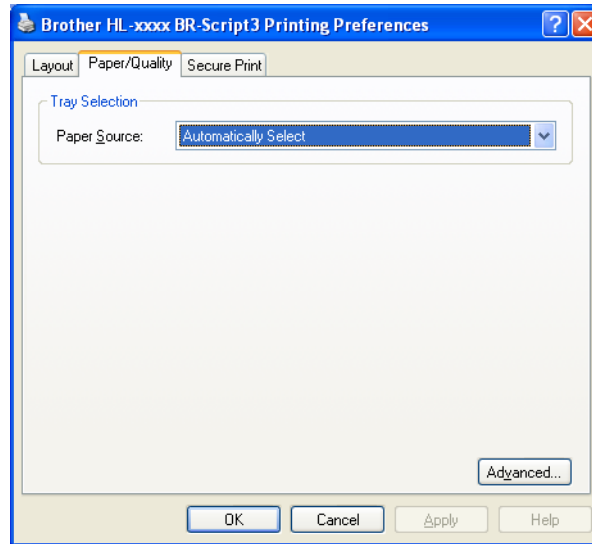 Brother HL-xxxx BR-Script3 Printing Preferences
Layout Paper/Quality Secure Print
Tray Selection
Paper Source: Automatically Select
Advanced...
OK Cancel Apply Help